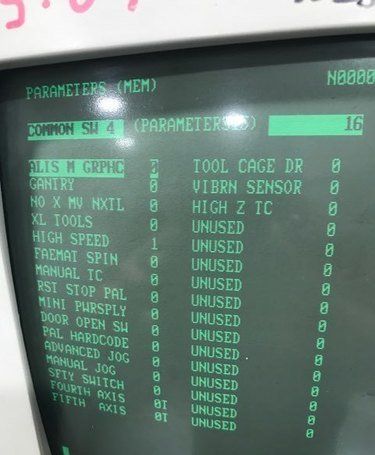 PARAMETERS (MEM) N0000
COMMON SW 4 (PARAMETER 16
ALIS M GRPHC TOOL CAGE DR 0
GANTRY 0 VIBRN SENSOR 0
NO X MV NXTL 0 HIGH Z TC 0
XL TOOLS 0 UNUSED 0
HIGH SPEED 1 UNUSED 0
FAEMAT SPIN 0 UNUSED 0
MANUAL TC 0 UNUSED 0
RST STOP PAL 0 UNUSED 0
MINI PWRSPLY 0 UNUSED 0
DOOR OPEN SW 0 UNUSED 0
PAL HARDCODE 0 UNUSED 0
ADVANCED JOG 0 UNUSED 0
MANUAL JOG 0 UNUSED 0
SFTY SWITCH 0 UNUSED 0
FOURTH AXIS 0T UNUSED 0
FIFTH AXIS 0T UNUSED 0